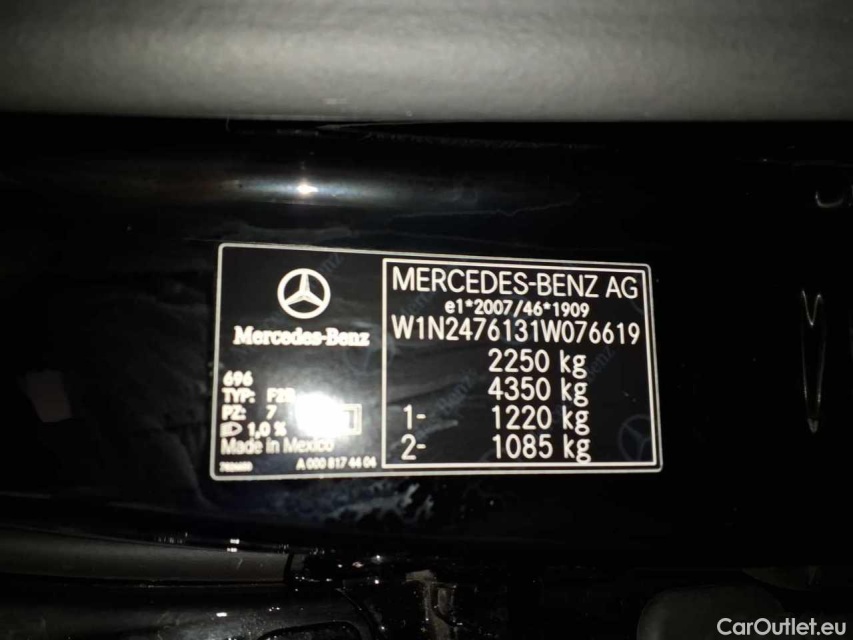 Mercedes-Benz
696
TYP:
PZ: 7
1,0 %
Made in Mexico
A 000 817 44 04
MERCEDES-BENZ AG
e1*2007/46*1909
W1N2476131W076619
2250 kg
4350 kg
1- 1220 kg
2- 1085 kg
CarOutlet.eu